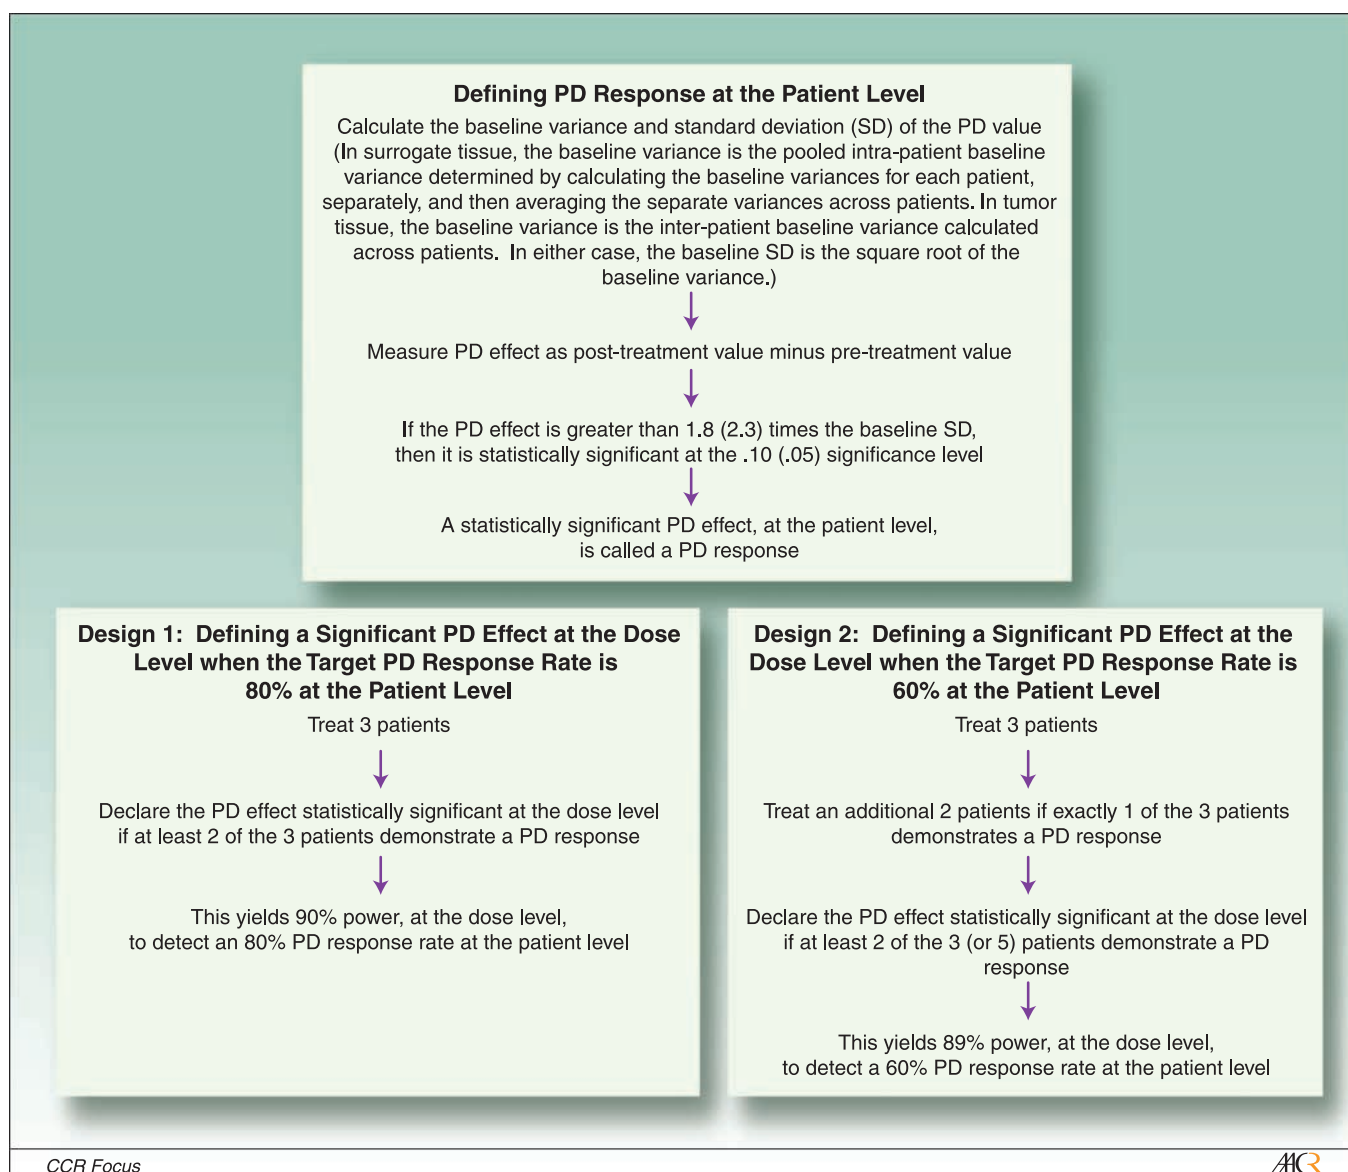 Defining PD Response at the Patient Level
Calculate the baseline variance and standard deviation (SD) of the PD value
(In surrogate tissue, the baseline variance is the pooled intra-patient baseline
variance determined by calculating the baseline variances for each patient,
separately, and then averaging the separate variances across patients. In tumor
tissue, the baseline variance is the inter-patient baseline variance calculated
across patients. In either case, the baseline SD is the square root of the
baseline variance.)
Measure PD effect as post-treatment value minus pre-treatment value
If the PD effect is greater than 1.8 (2.3) times the baseline SD,
then it is statistically significant at the .10 (.05) significance level
A statistically significant PD effect, at the patient level,
is called a PD response
Design 1: Defining a Significant PD Effect at the Dose
Level when the Target PD Response Rate is
80% at the Patient Level
Treat 3 patients
Declare the PD effect statistically significant at the dose level
if at least 2 of the 3 patients demonstrate a PD response
This yields 90% power, at the dose level,
to detect an 80% PD response rate at the patient level
Design 2: Defining a Significant PD Effect at the
Dose Level when the Target PD Response Rate is
60% at the Patient Level
Treat 3 patients
Treat an additional 2 patients if exactly 1 of the 3 patients
demonstrates a PD response
Declare the PD effect statistically significant at the dose level
if at least 2 of the 3 (or 5) patients demonstrate a PD
response
This yields 89% power, at the dose level,
to detect a 60% PD response rate at the patient level
CCR Focus
AACR